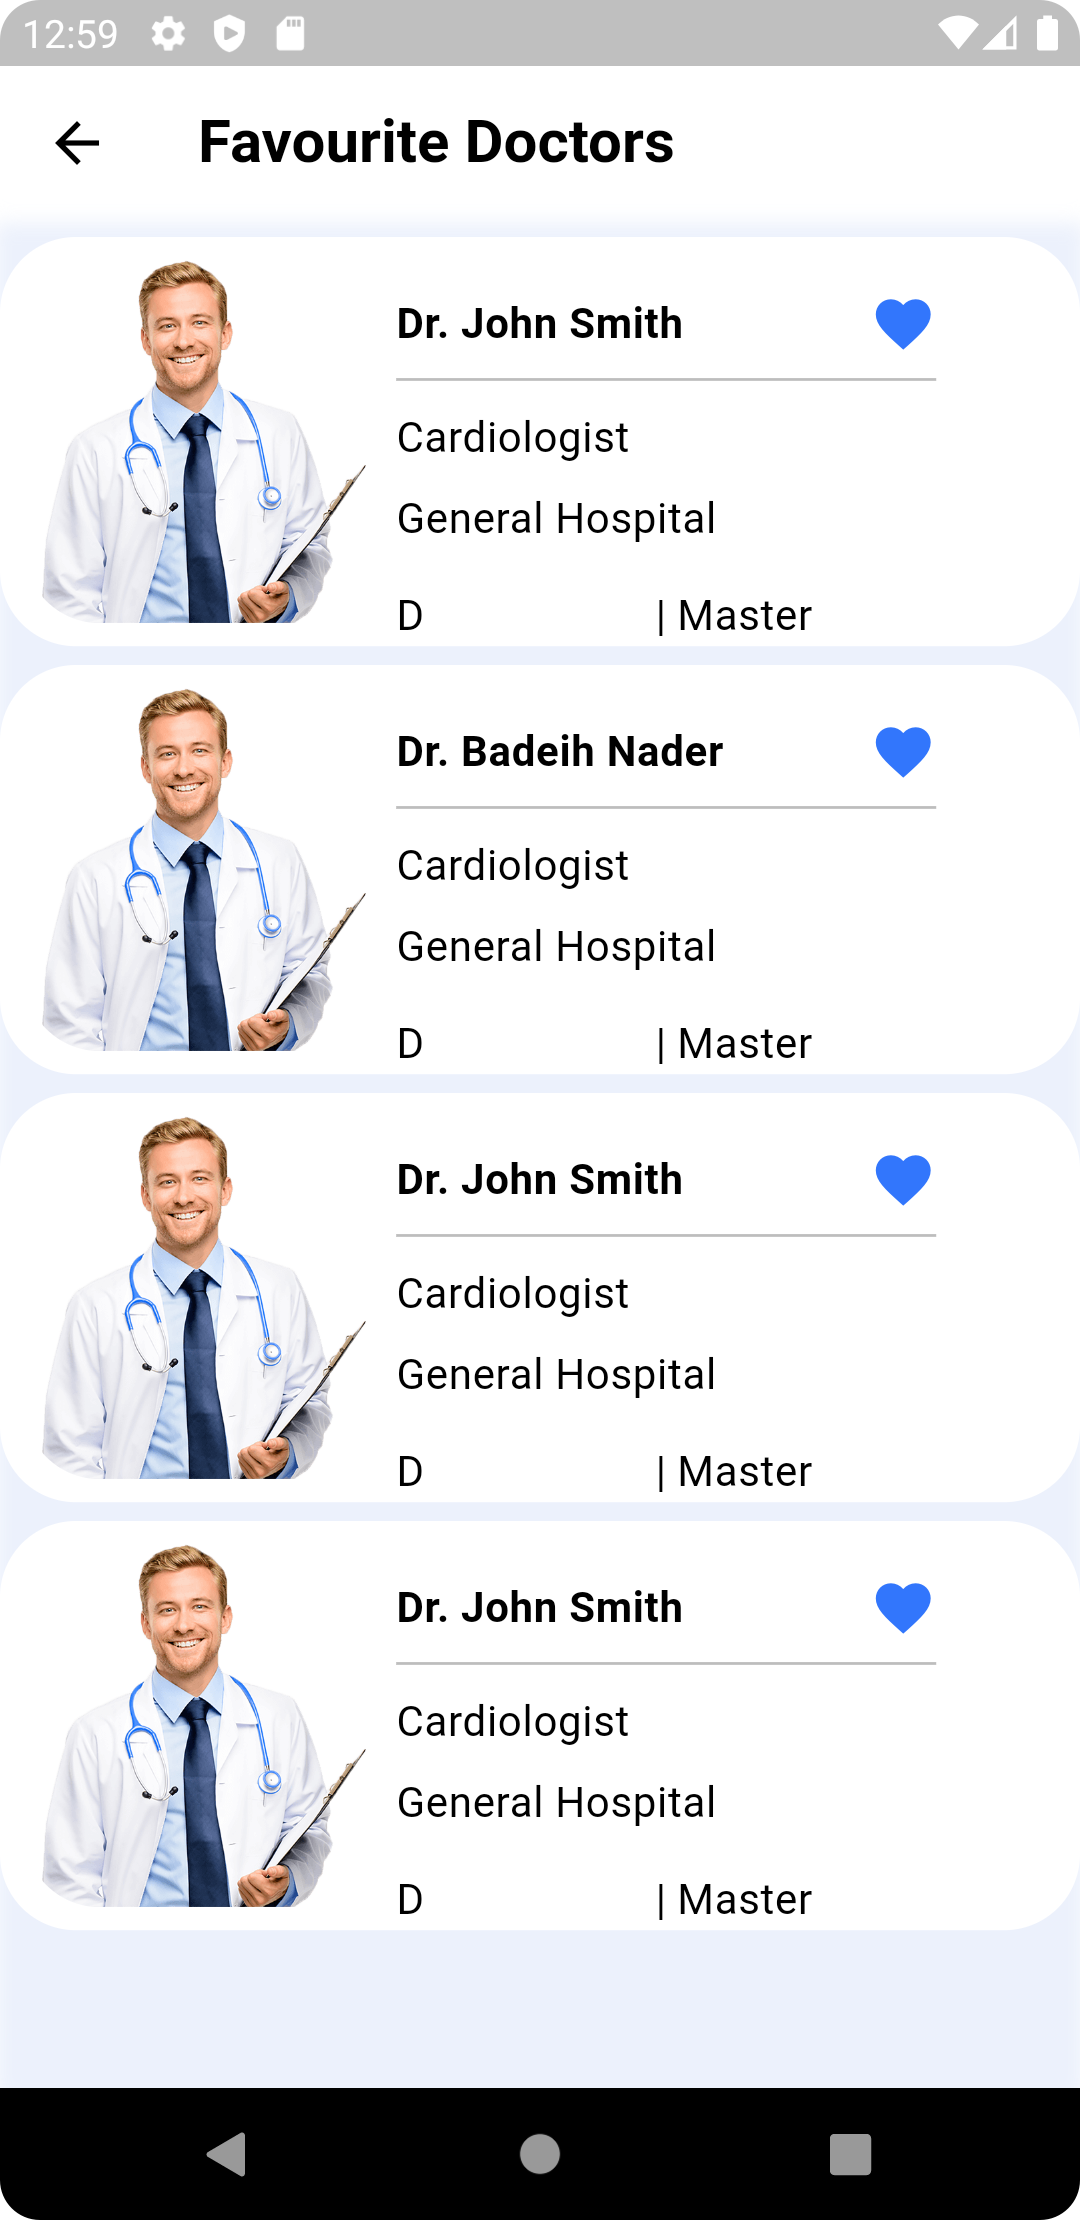 12:59
Favourite Doctors
Dr. John Smith
Cardiologist
General Hospital
D | Master
Dr. Badeih Nader
Cardiologist
General Hospital
D | Master
Dr. John Smith
Cardiologist
General Hospital
D | Master
Dr. John Smith
Cardiologist
General Hospital
D | Master